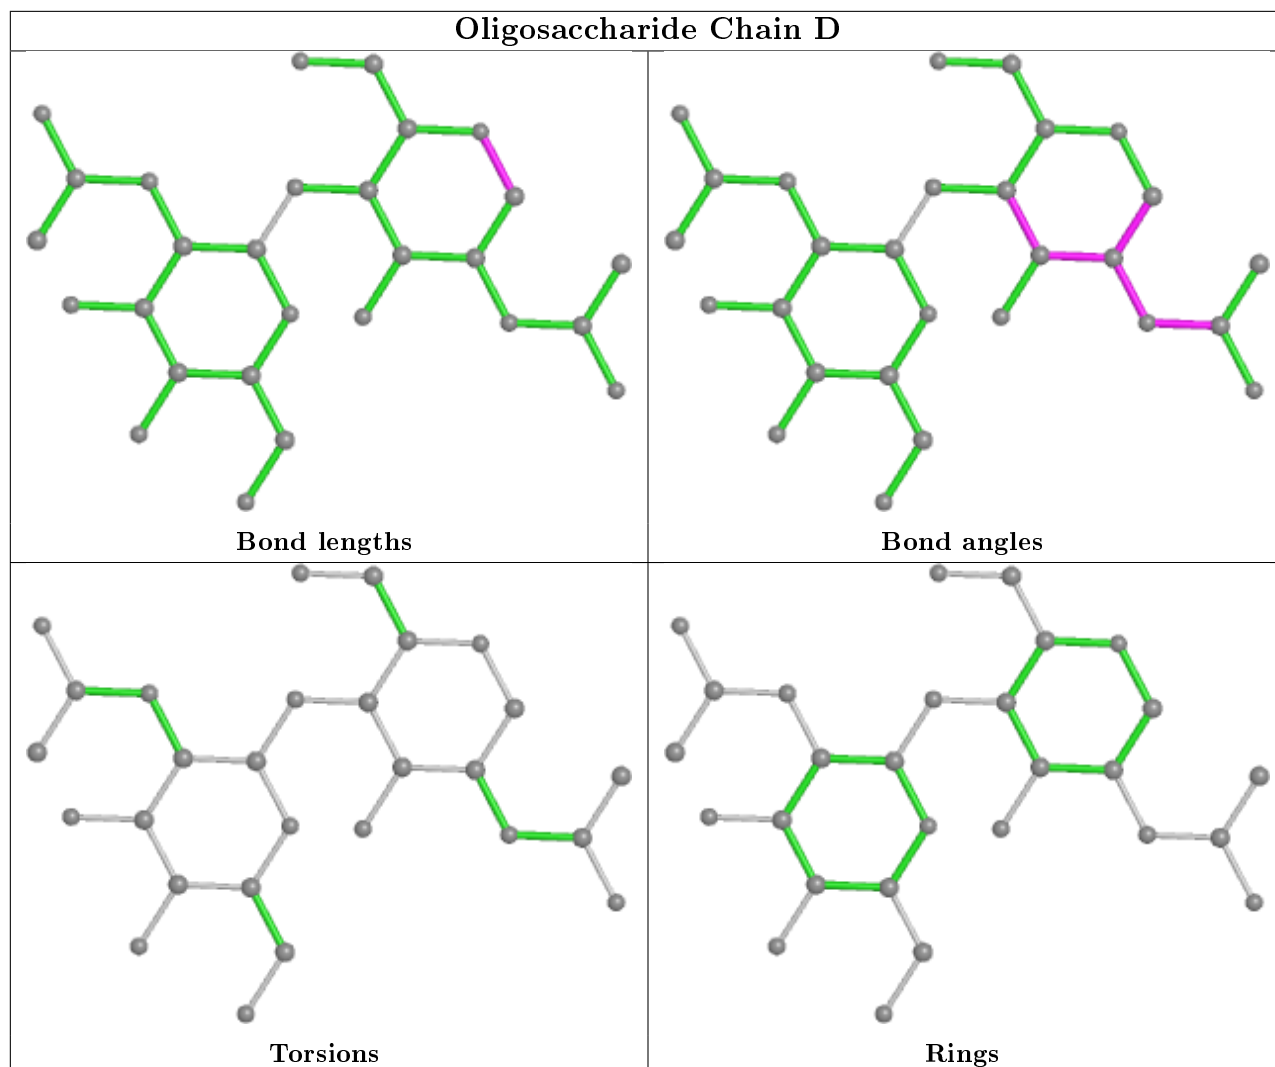 Oligosaccharide Chain D
Bond lengths
Bond angles
Torsions
Rings